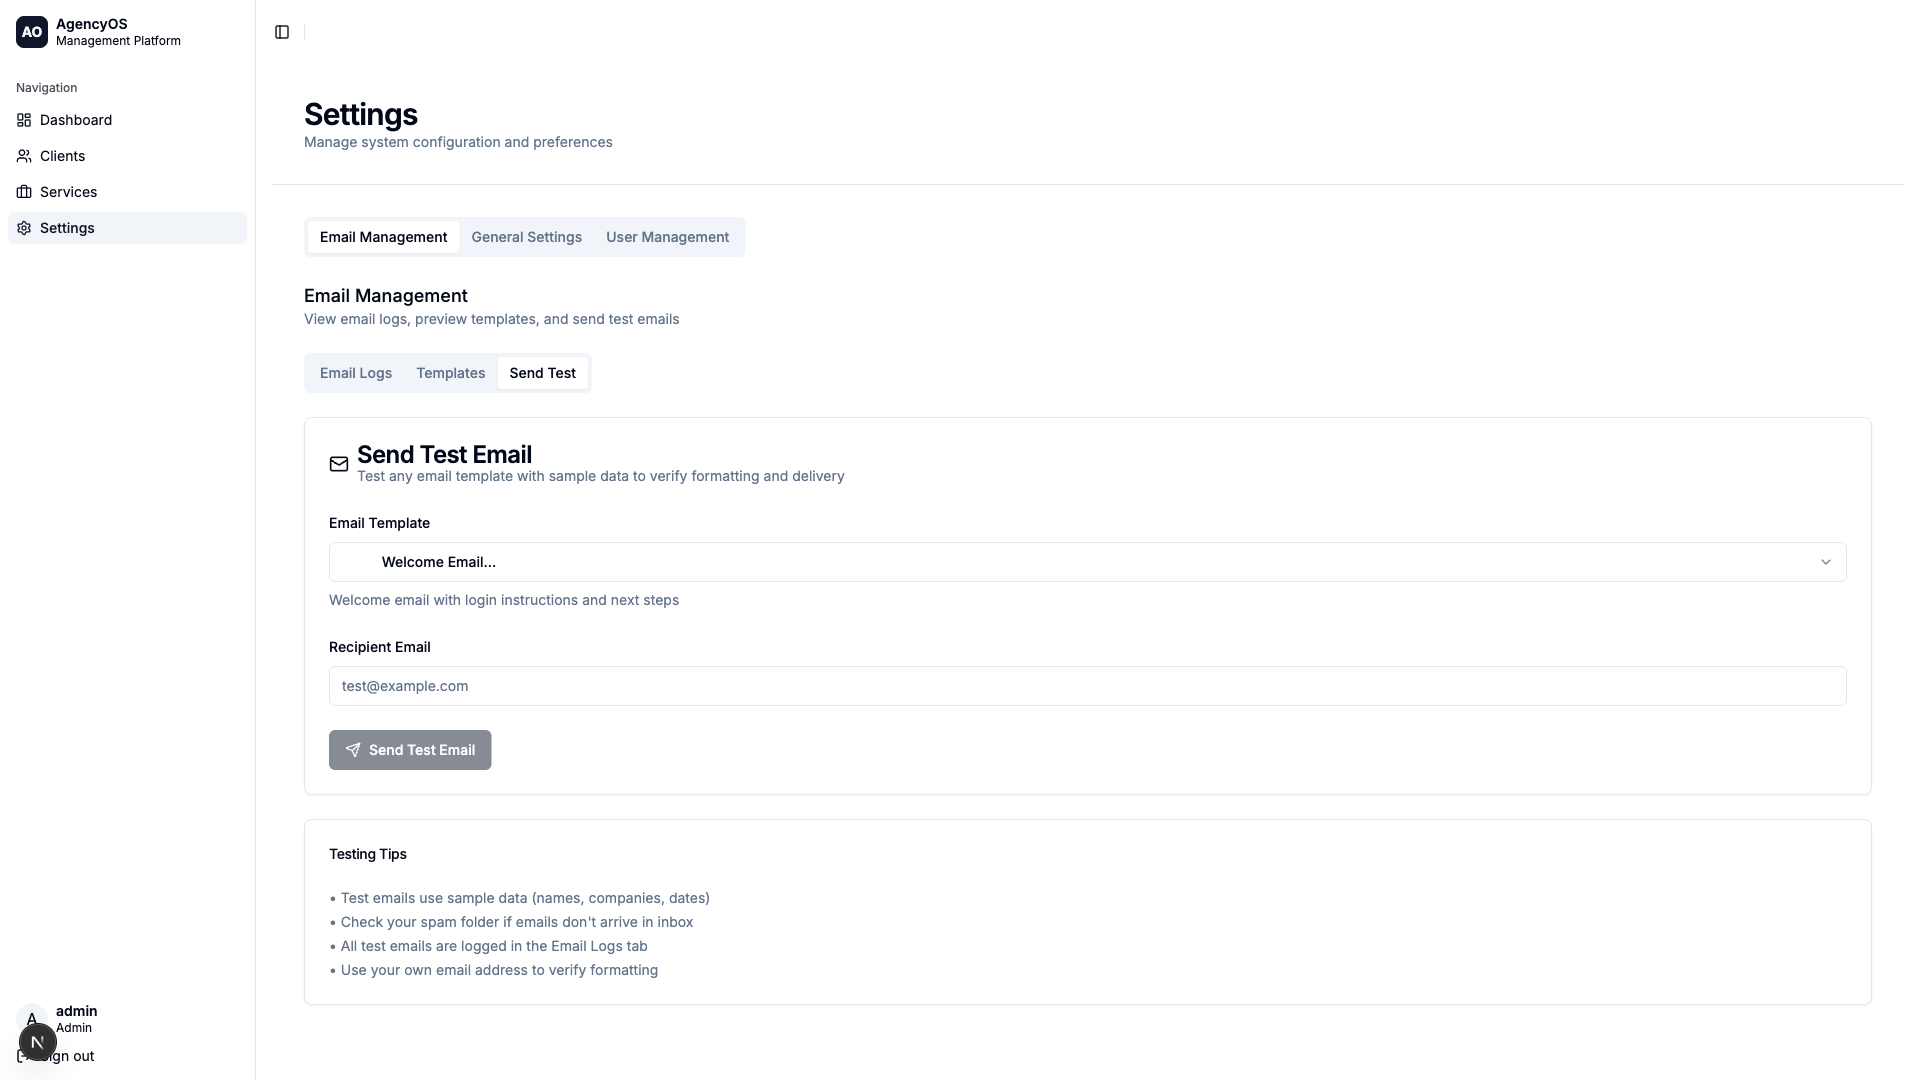 AO
AgencyOS
Management Platform
Navigation
Dashboard
Clients
Services
Settings
Settings
Manage system configuration and preferences
Email Management
General Settings
User Management
Email Management
View email logs, preview templates, and send test emails
Email Logs
Templates
Send Test
Send Test Email
Test any email template with sample data to verify formatting and delivery
Email Template
Welcome Email...
Welcome email with login instructions and next steps
Recipient Email
test@example.com
Send Test Email
Testing Tips
• Test emails use sample data (names, companies, dates)
• Check your spam folder if emails don't arrive in inbox
• All test emails are logged in the Email Logs tab
• Use your own email address to verify formatting
A
admin
Admin
N
out